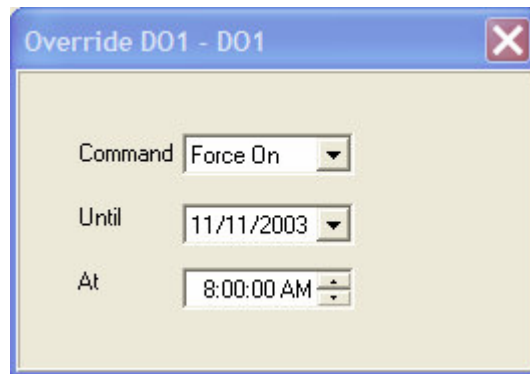 Override DO1 - DO1
Command Force On
Until 11/11/2003
At 8:00:00 AM